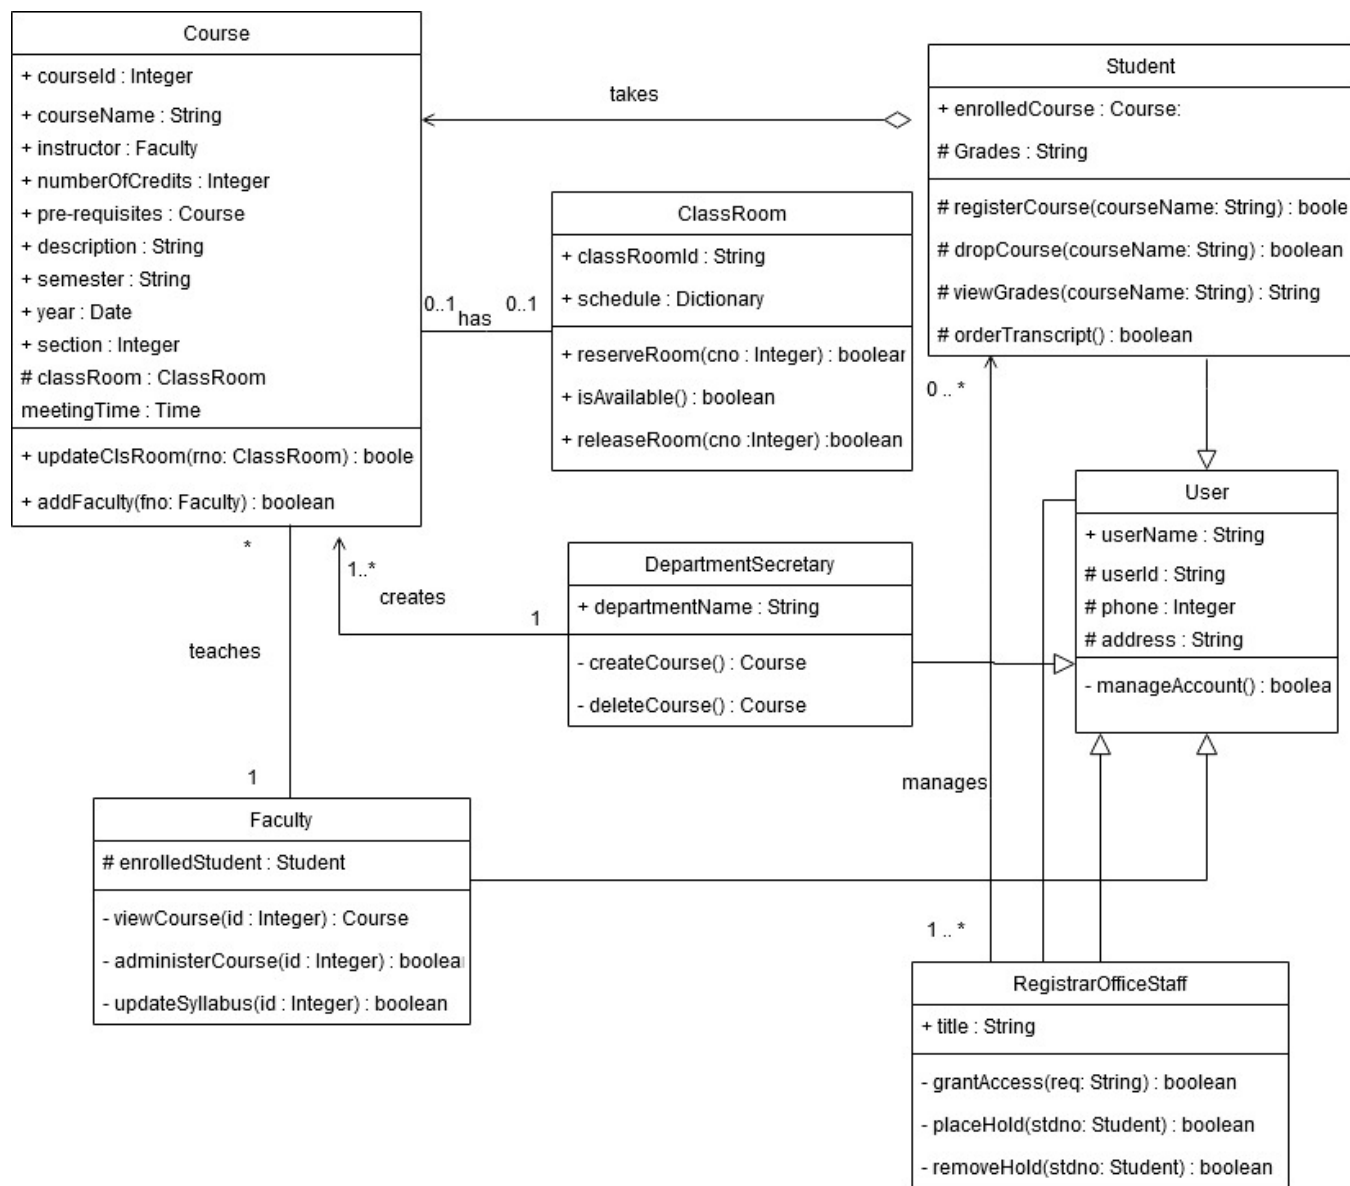 Course
+ courseId : Integer
+ courseName : String
+ instructor : Faculty
+ numberOfCredits : Integer
+ pre-requisites : Course
+ description : String
+ semester : String
+ year : Date
+ section : Integer
# classRoom : ClassRoom
meetingTime : Time
+ updateClsRoom(rno: ClassRoom) : boole
+ addFaculty(fno: Faculty) : boolean
takes
Student
+ enrolledCourse : Course:
# Grades : String
# registerCourse(courseName: String) : boole
# dropCourse(courseName: String) : boolean
# viewGrades(courseName: String) : String
# orderTranscript() : boolean
ClassRoom
+ classRoomId : String
+ schedule : Dictionary
+ reserveRoom(cno : Integer) : boolear
+ isAvailable() : boolean
+ releaseRoom(cno :Integer) :boolean
0..1
has
0..1
0 .. *
User
+ userName : String
# userId : String
# phone : Integer
# address : String
- manageAccount() : boolea
*
1..*
creates
1
DepartmentSecretary
+ departmentName : String
- createCourse() : Course
- deleteCourse() : Course
teaches
1
manages
Faculty
# enrolledStudent : Student
- viewCourse(id : Integer) : Course
- administerCourse(id : Integer) : boolea
- updateSyllabus(id : Integer) : boolean
1 .. *
RegistrarOfficeStaff
+ title : String
- grantAccess(req: String) : boolean
- placeHold(stdno: Student) : boolean
- removeHold(stdno: Student) : boolean